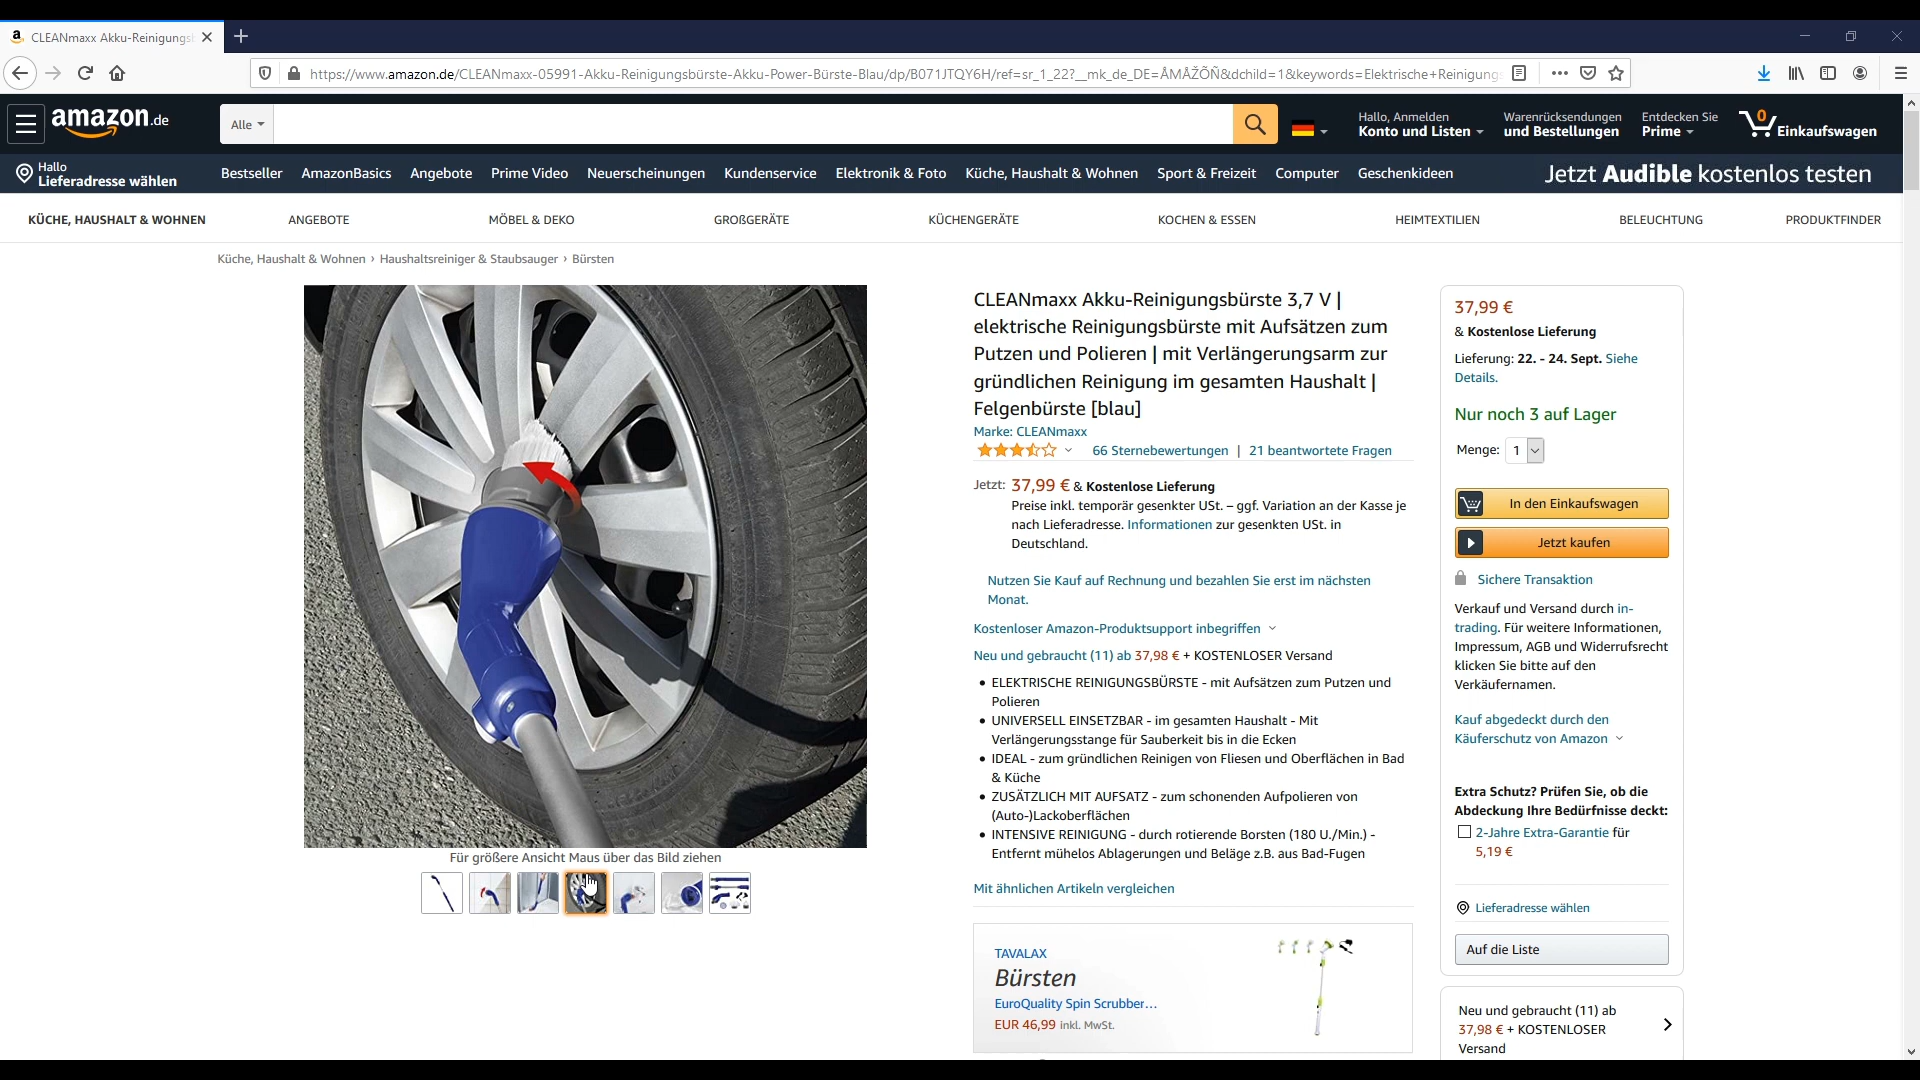 CLEANmaxx Akku-Reinigungs
https://www.amazon.de/CLEANmaxx-05991-Akku-Reinigungsbürste-Akku-Power-Bürste-Blau/dp/B071JTQY6H/ref=sr_1_22?__mk_de_DE=ÅMÅŽÕÑ&dchild=1&keywords=Elektrische+Reinigung
amazon.de
Alle
Hallo, Anmelden
Konto und Listen
Warenrücksendungen
und Bestellungen
Entdecken Sie
Prime
0
Einkaufswagen
Hallo
Lieferadresse wählen
Bestseller AmazonBasics Angebote Prime Video Neuerscheinungen Kundenservice Elektronik & Foto Küche, Haushalt & Wohnen Sport & Freizeit Computer Geschenkideen
Jetzt Audible kostenlos testen
KÜCHE, HAUSHALT & WOHNEN ANGEBOTE MÖBEL & DEKO GROßGERÄTE KÜCHENGERÄTE KOCHEN & ESSEN HEIMTEXTILIEN BELEUCHTUNG PRODUKTFINDER
Küche, Haushalt & Wohnen › Haushaltsreiniger & Staubsauger › Bürsten
Für größere Ansicht Maus über das Bild ziehen
CLEANmaxx Akku-Reinigungsbürste 3,7 V |
elektrische Reinigungsbürste mit Aufsätzen zum
Putzen und Polieren | mit Verlängerungsarm zur
gründlichen Reinigung im gesamten Haushalt |
Felgenbürste [blau]
Marke: CLEANmaxx
66 Sternebewertungen | 21 beantwortete Fragen
Jetzt: 37,99 € & Kostenlose Lieferung
Preise inkl. temporär gesenkter USt. – ggf. Variation an der Kasse je
nach Lieferadresse. Informationen zur gesenkten USt. in
Deutschland.
Nutzen Sie Kauf auf Rechnung und bezahlen Sie erst im nächsten
Monat.
Kostenloser Amazon-Produktsupport inbegriffen
Neu und gebraucht (11) ab 37,98 € + KOSTENLOSER Versand
• ELEKTRISCHE REINIGUNGSBÜRSTE - mit Aufsätzen zum Putzen und
Polieren
• UNIVERSELL EINSETZBAR - im gesamten Haushalt - Mit
Verlängerungsstange für Sauberkeit bis in die Ecken
• IDEAL - zum gründlichen Reinigen von Fliesen und Oberflächen in Bad
& Küche
• ZUSÄTZLICH MIT AUFSATZ - zum schonenden Aufpolieren von
(Auto-)Lackoberflächen
• INTENSIVE REINIGUNG - durch rotierende Borsten (180 U./Min.) -
Entfernt mühelos Ablagerungen und Beläge z.B. aus Bad-Fugen
Mit ähnlichen Artikeln vergleichen
TAVALAX
Bürsten
EuroQuality Spin Scrubber…
EUR 46,99 inkl. MwSt.
37,99 €
& Kostenlose Lieferung
Lieferung: 22. - 24. Sept. Siehe
Details.
Nur noch 3 auf Lager
Menge: 1
In den Einkaufswagen
Jetzt kaufen
Sichere Transaktion
Verkauf und Versand durch in-
trading. Für weitere Informationen,
Impressum, AGB und Widerrufsrecht
klicken Sie bitte auf den
Verkäufernamen.
Kauf abgedeckt durch den
Käuferschutz von Amazon
Extra Schutz? Prüfen Sie, ob die
Abdeckung Ihre Bedürfnisse deckt:
2-Jahre Extra-Garantie für
5,19 €
Lieferadresse wählen
Auf die Liste
Neu und gebraucht (11) ab
37,98 € + KOSTENLOSER
Versand